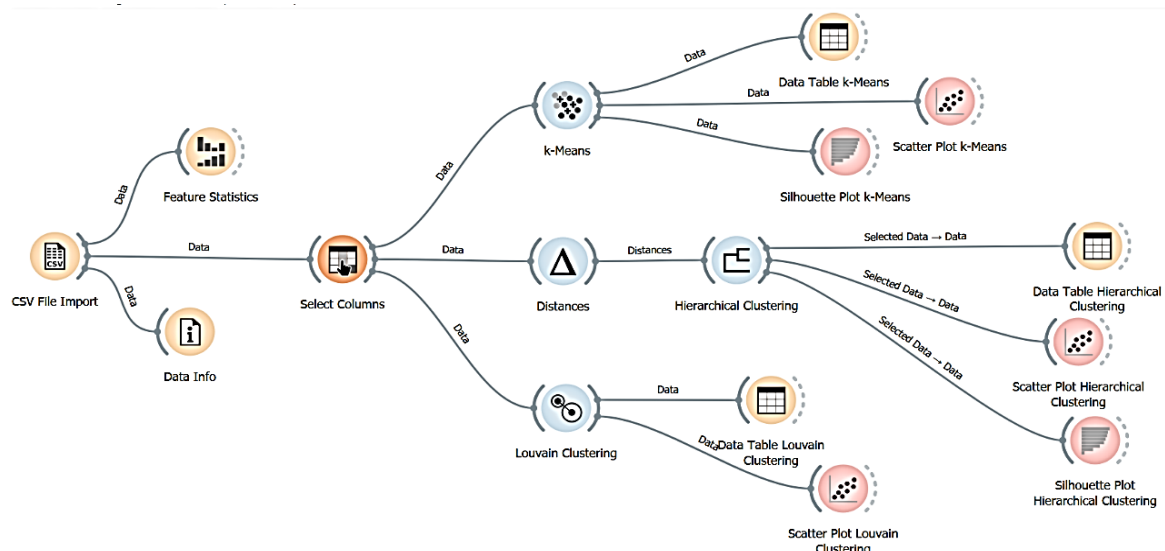 Data
Data Table k-Means
Data
k-Means
Data
Scatter Plot k-Means
Silhouette Plot k-Means
Data
Feature Statistics
Data
CSV
CSV File Import
Data
Data
Data Info
Select Columns
Data
Distances
Distances
Hierarchical Clustering
Selected Data → Data
Data Table Hierarchical
Clustering
Selected Data → Data
Scatter Plot Hierarchical
Clustering
Selected Data → Data
Silhouette Plot
Hierarchical Clustering
Data
Louvain Clustering
Data
Data Table Louvain
Clustering
Data
Scatter Plot Louvain
Clustering